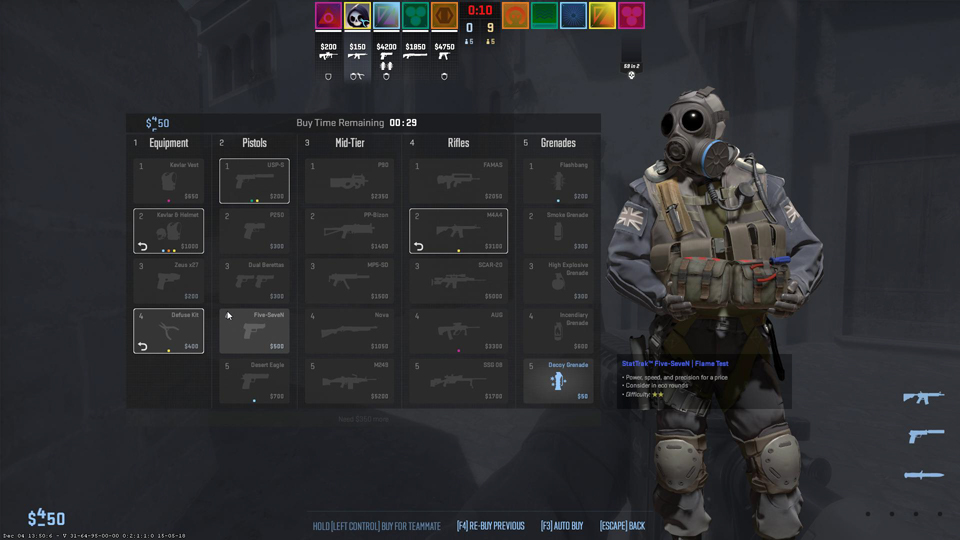 0:10
0 9
5 5
$200 $150 $4200 $1850 $4750
59 in 2
Buy Time Remaining 00:29
1 Equipment 2 Pistols 3 Mid-Tier 4 Rifles 5 Grenades
1 Kevlar Vest $650
1 USP-S $200
1 P90 $2350
1 FAMAS
1 Flashbang $200
2 Kevlar & Helmet $1000
2 P250 $300
2 PP-Bizon $1400
2 M4A4 $3100
2 Smoke Grenade $300
3 Zeus x27 $200
3 Dual Berettas $300
3 MP5-SD $1500
3 SCAR-20 $5000
3 High Explosive Grenade
4 Defuse Kit $400
Five-SeveN $500
4 Nova $1050
4 AUG $3300
4 Incendiary Grenade
5 Desert Eagle $700
5 M249 $5200
5 SSG 08 $1700
5 Decoy Grenade $50
StatTrak™ Five-SeveN | Flame Test
• Power, speed, and precision for a price
• Consider in eco rounds
• Difficulty: ★★
HOLD [LEFT CONTROL] BUY FOR TEAMMATE [F4] RE-BUY PREVIOUS [F3] AUTO BUY [ESCAPE] BACK